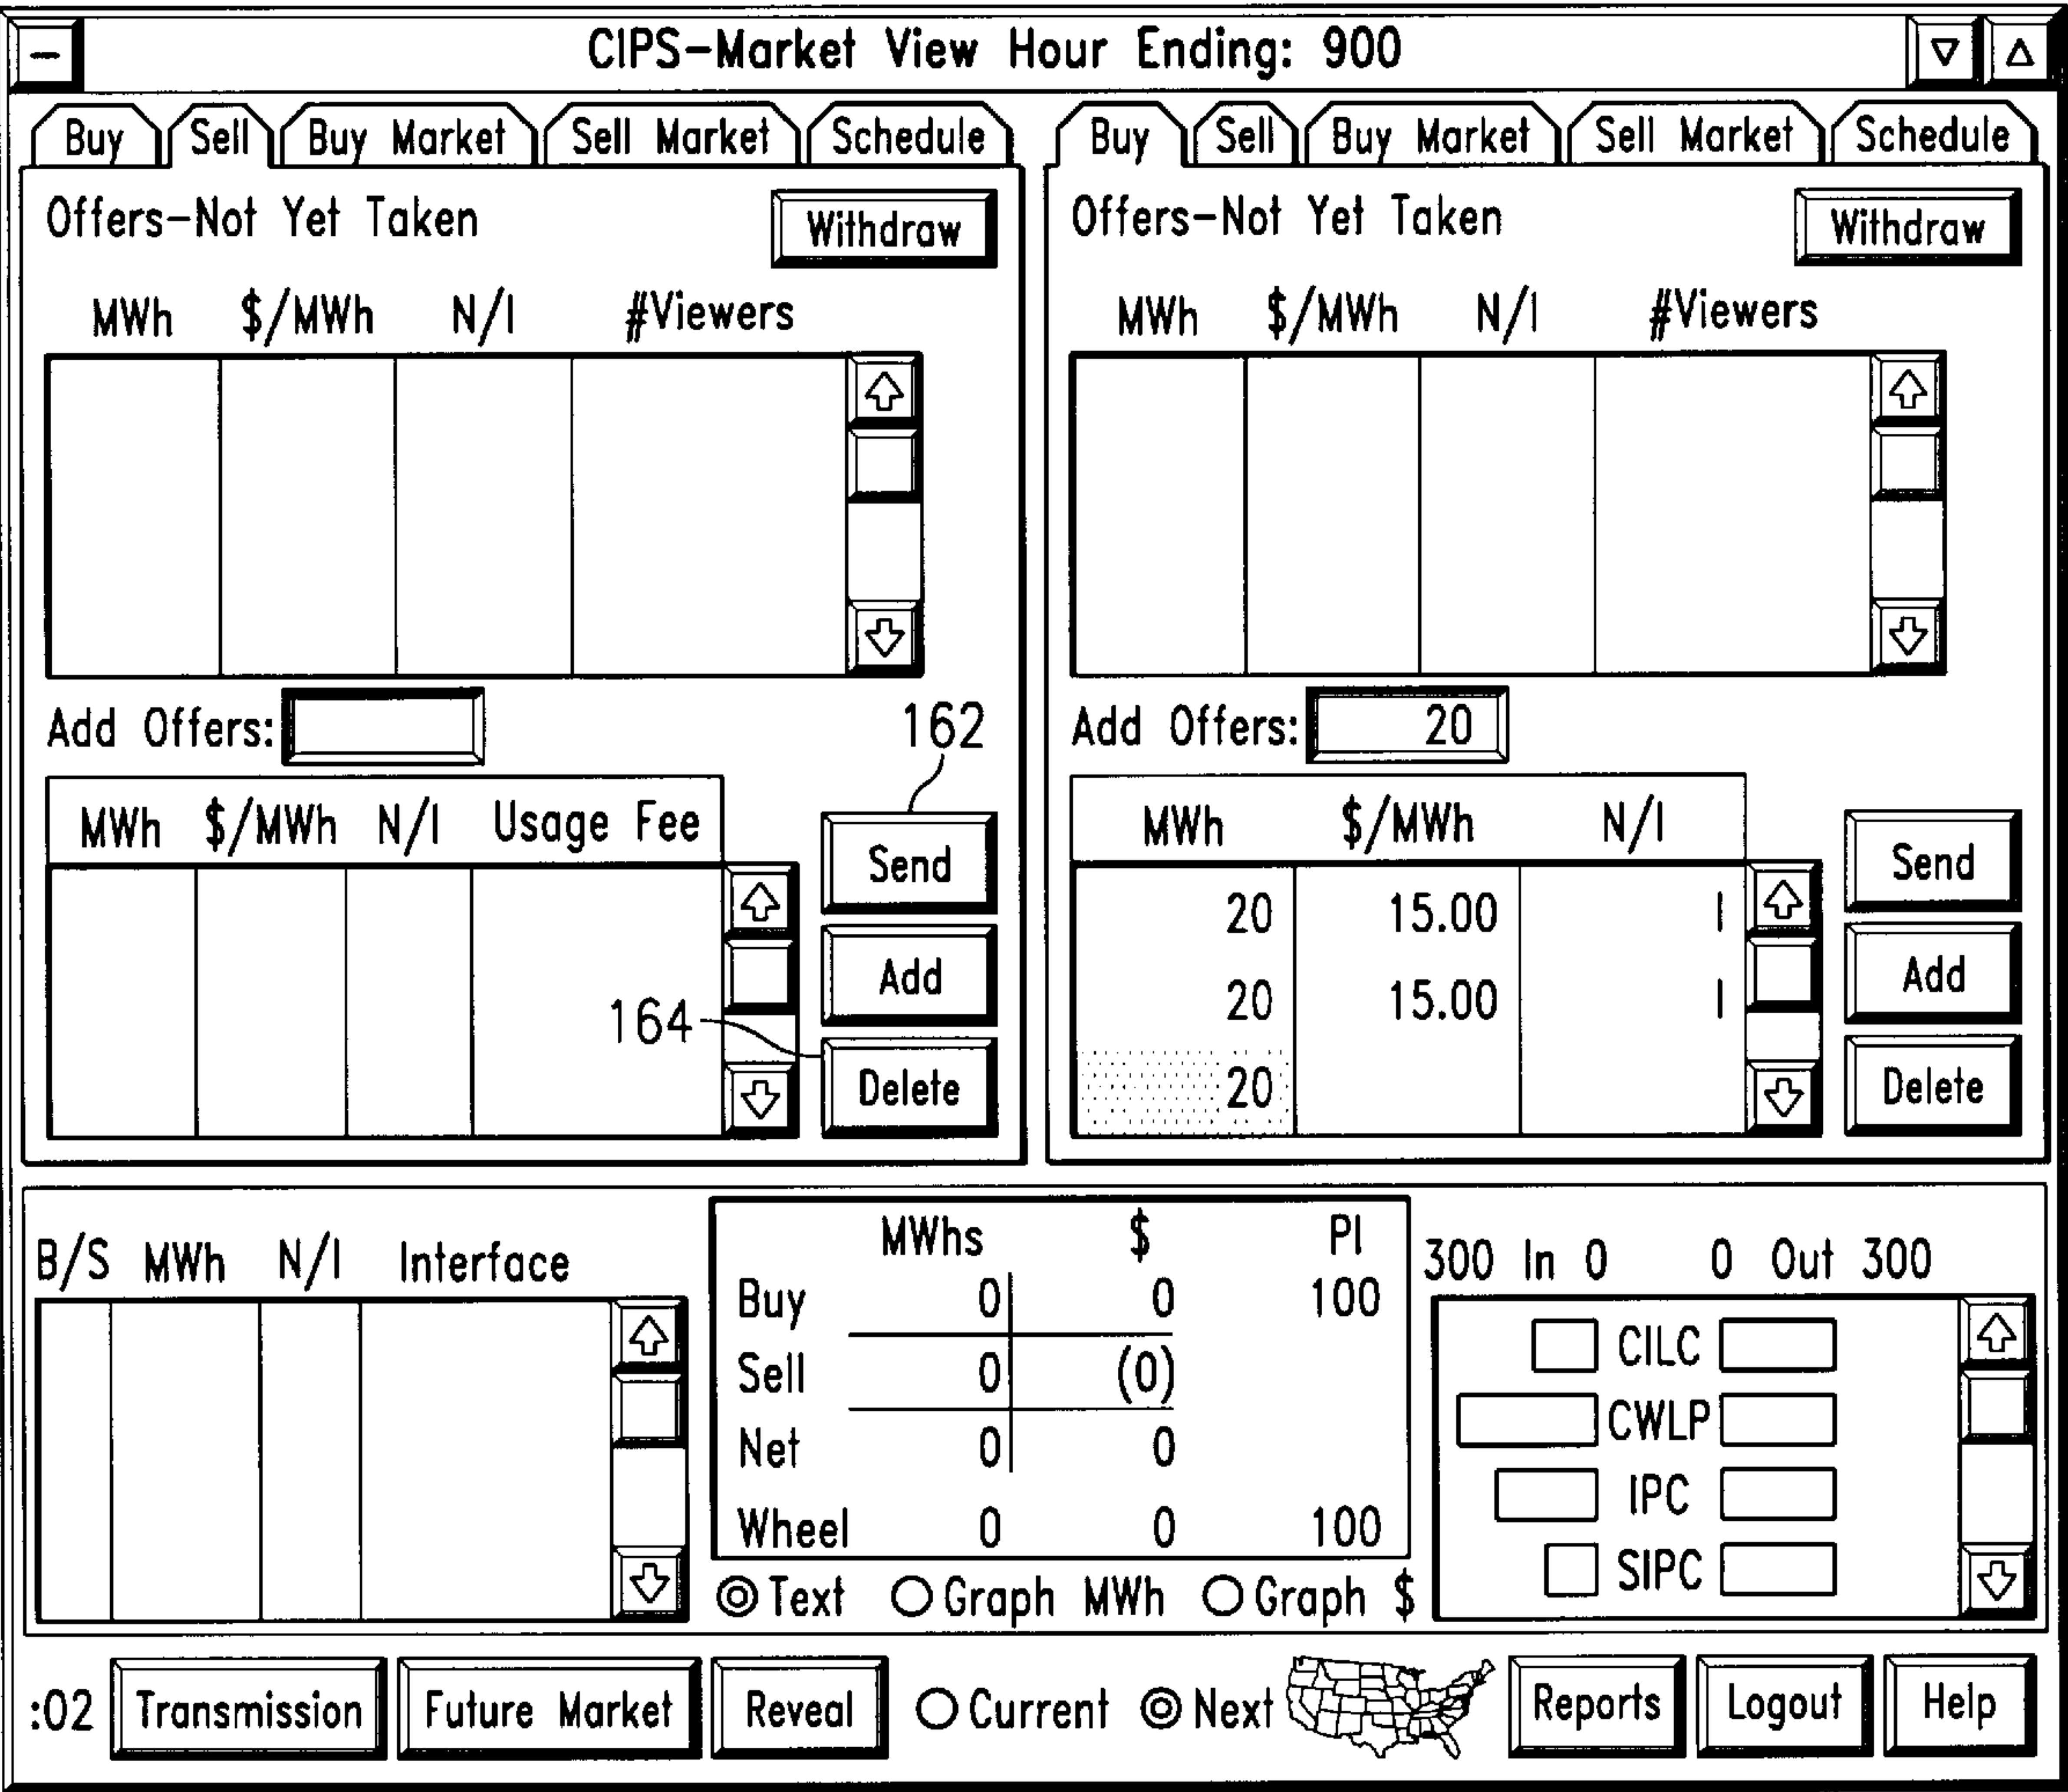 CIPS-Market View Hour Ending: 900
Buy Sell Buy Market Sell Market Schedule
Offers-Not Yet Taken Withdraw
MWh $/MWh N/I #Viewers
Add Offers:
162
MWh $/MWh N/I Usage Fee
Send
Add
164
Delete
Buy Sell Buy Market Sell Market Schedule
Offers-Not Yet Taken Withdraw
MWh $/MWh N/I #Viewers
Add Offers: 20
MWh $/MWh N/I
20 15.00 I
20 15.00 I
20
Send
Add
Delete
B/S MWh N/I Interface
MWhs $ PI
Buy 0 0 100
Sell 0 (0)
Net 0 0
Wheel 0 0 100
Text Graph MWh Graph $
300 In 0 0 Out 300
CILC
CWLP
IPC
SIPC
:02 Transmission Future Market Reveal Current Next Reports Logout Help